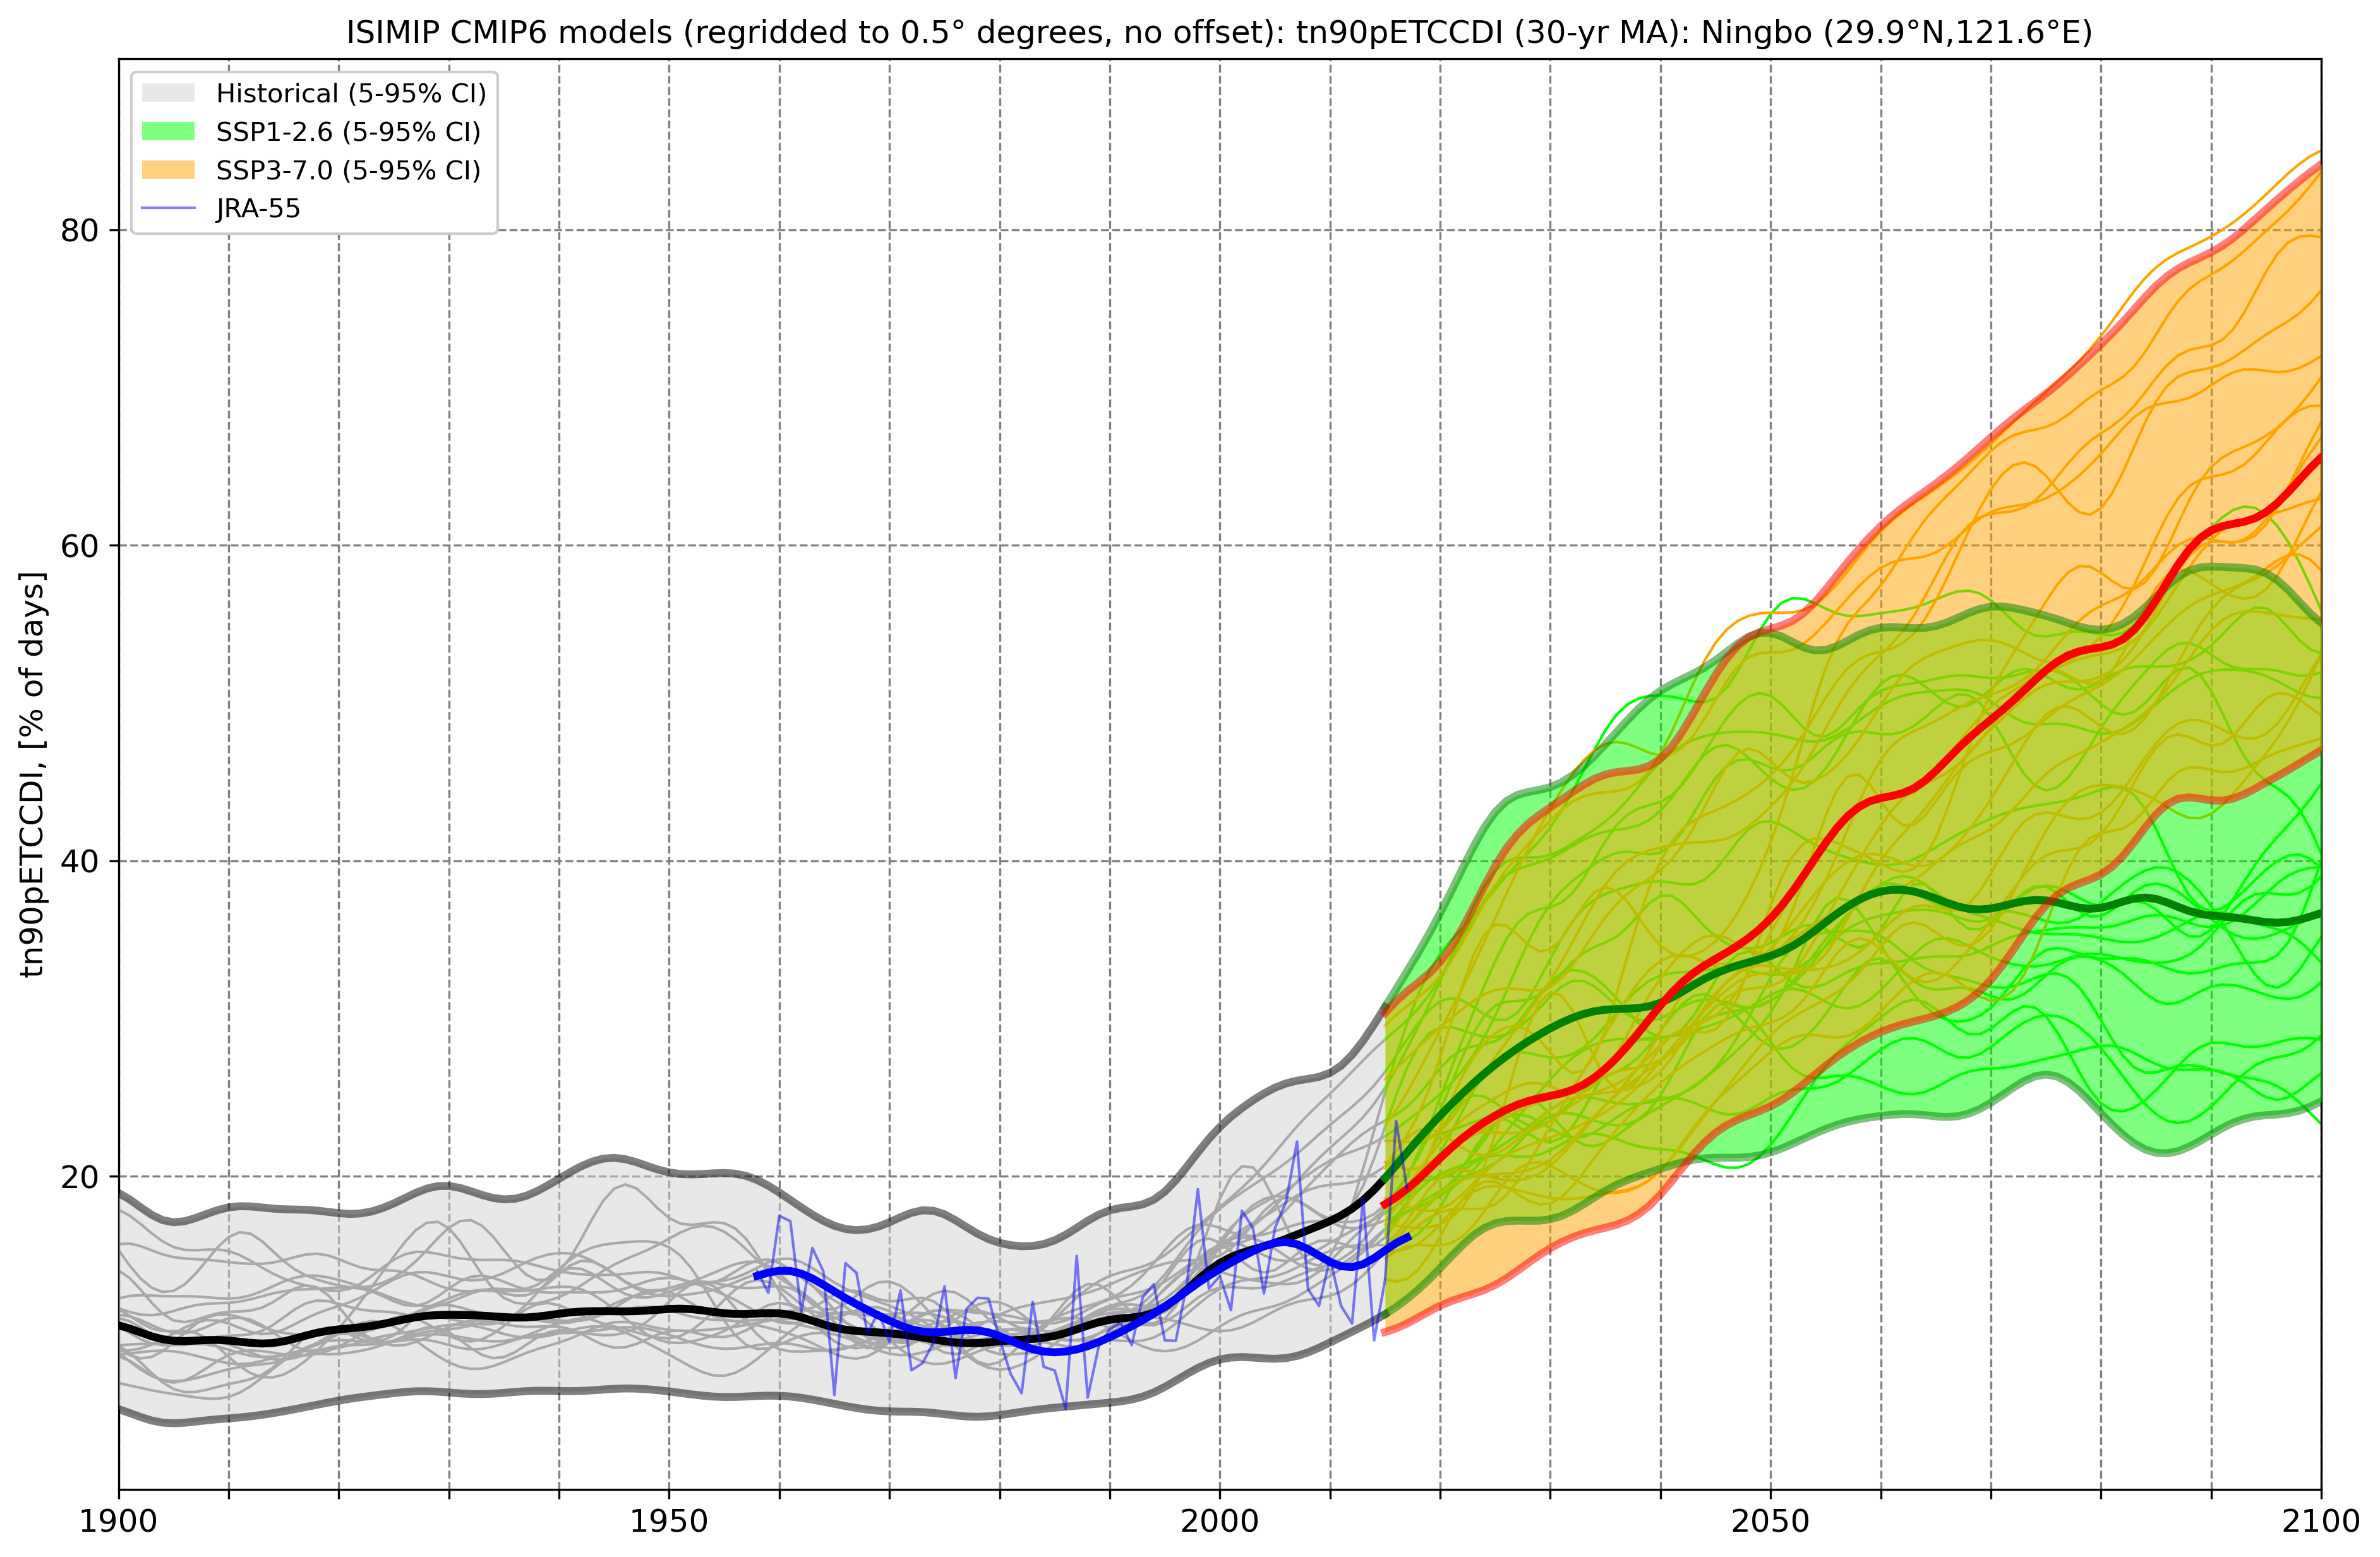 ISIMIP CMIP6 models (regridded to 0.5° degrees, no offset): tn90pETCCDI (30-yr MA): Ningbo (29.9°N,121.6°E)
Historical (5-95% CI)
SSP1-2.6 (5-95% CI)
SSP3-7.0 (5-95% CI)
JRA-55
tn90pETCCDI, [% of days]
80
60
40
20
1900 1950 2000 2050 2100